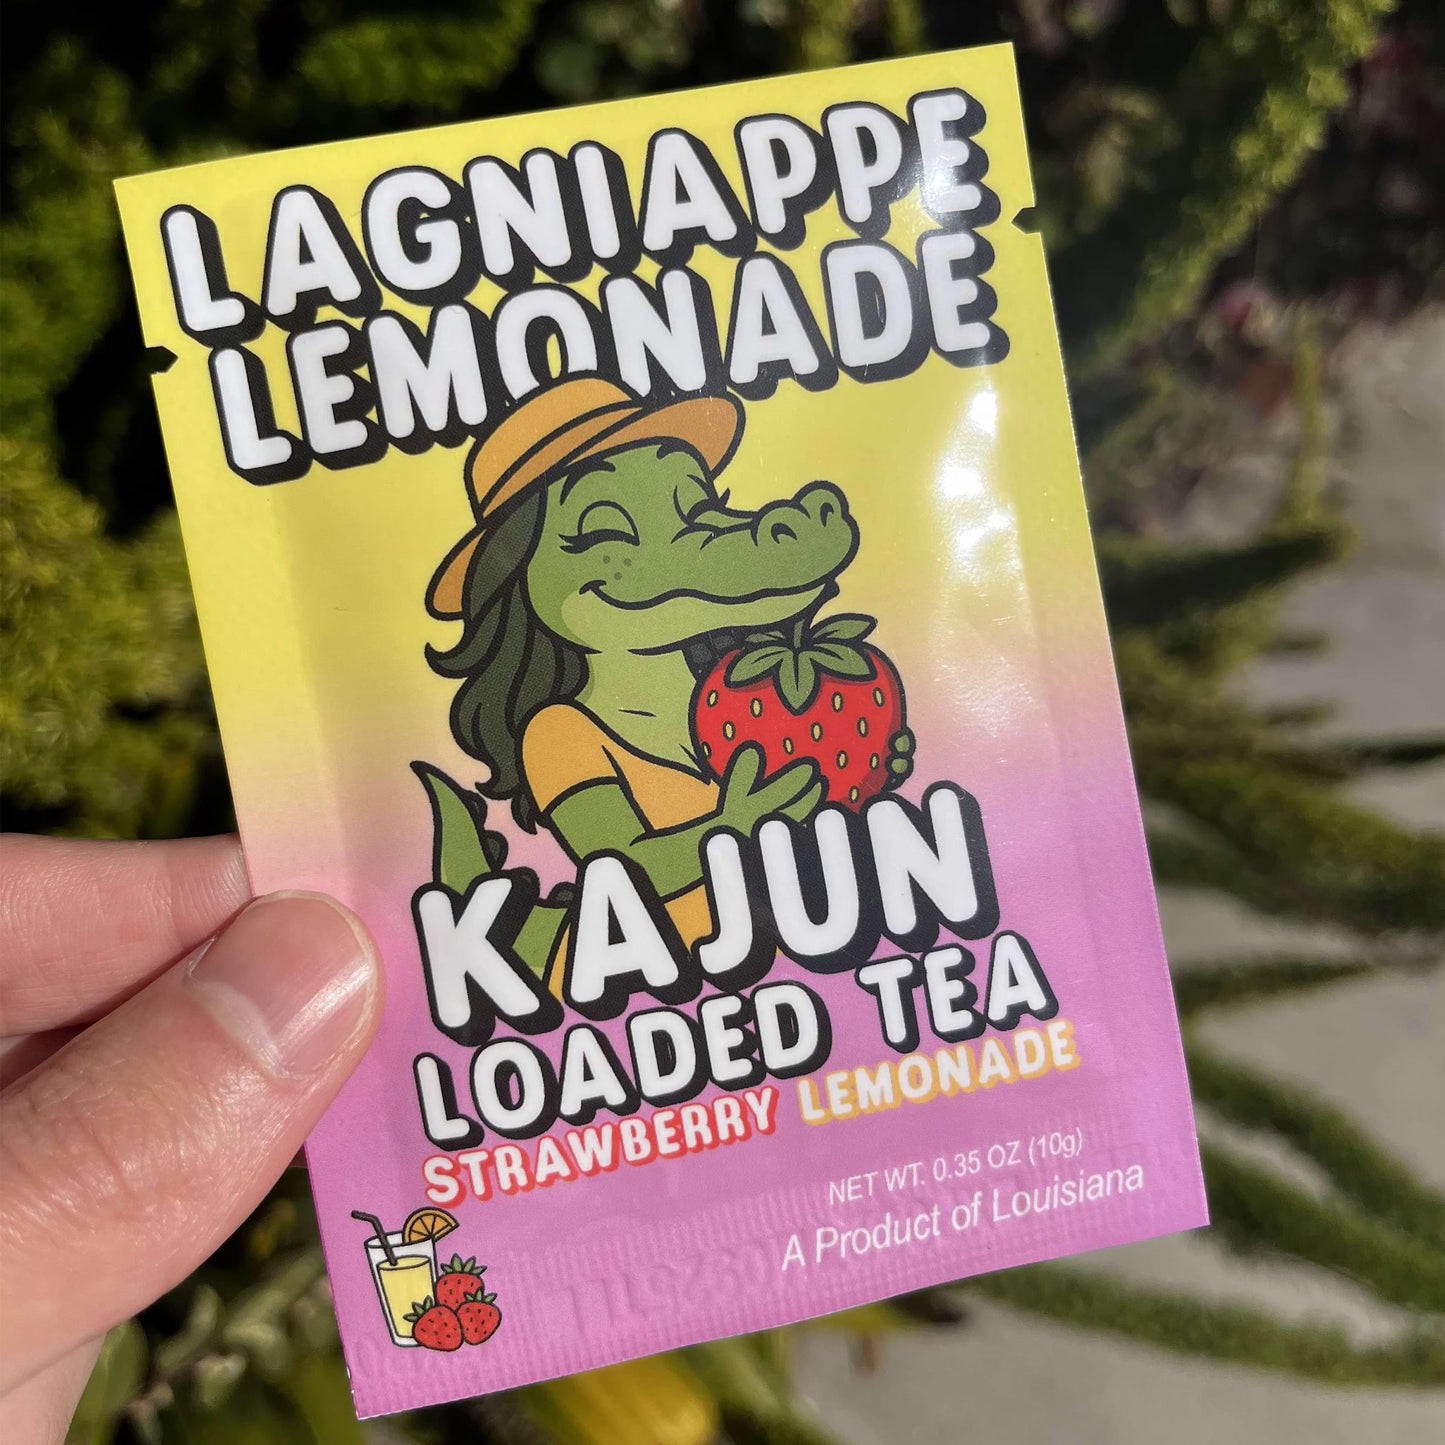 LAGNIAPPE
LEMONADE
KAJUN
LOADED TEA
STRAWBERRY LEMONADE
NET WT. 0.35 OZ (10g)
A Product of Louisiana